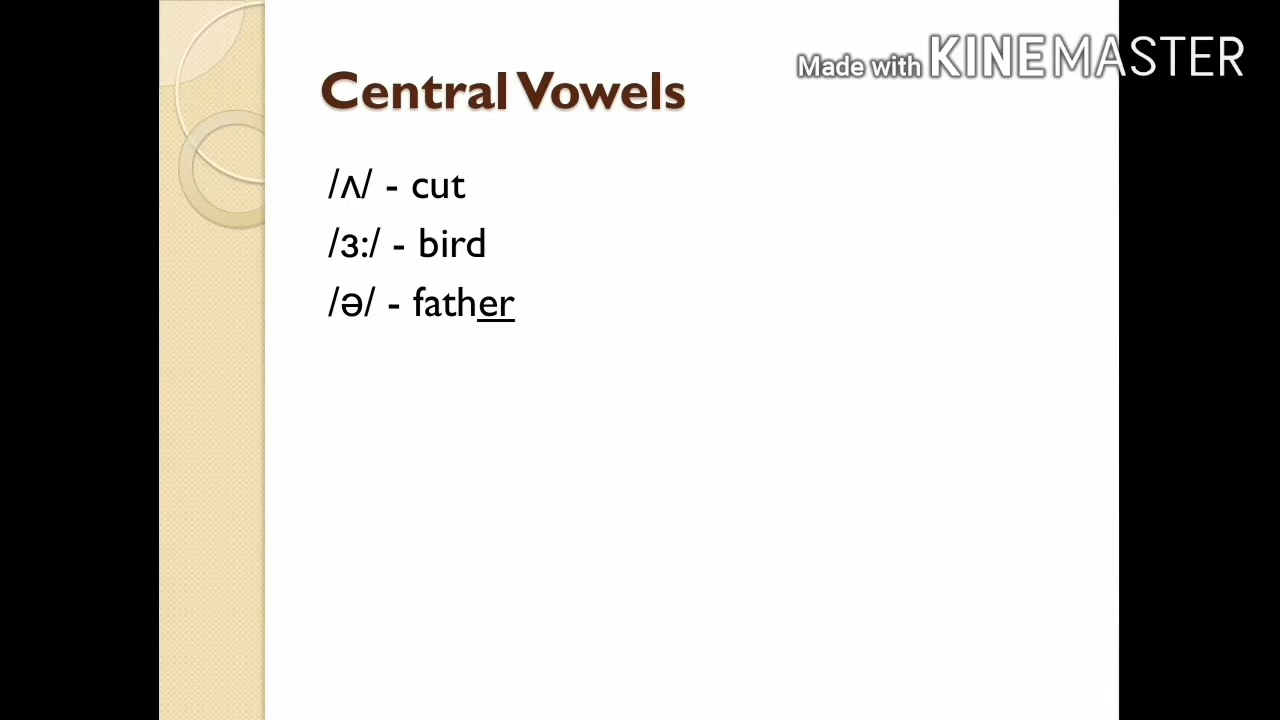 Made with KINEMASTER
Central Vowels
/ʌ/ - cut
/ɜ:/ - bird
/ə/ - father